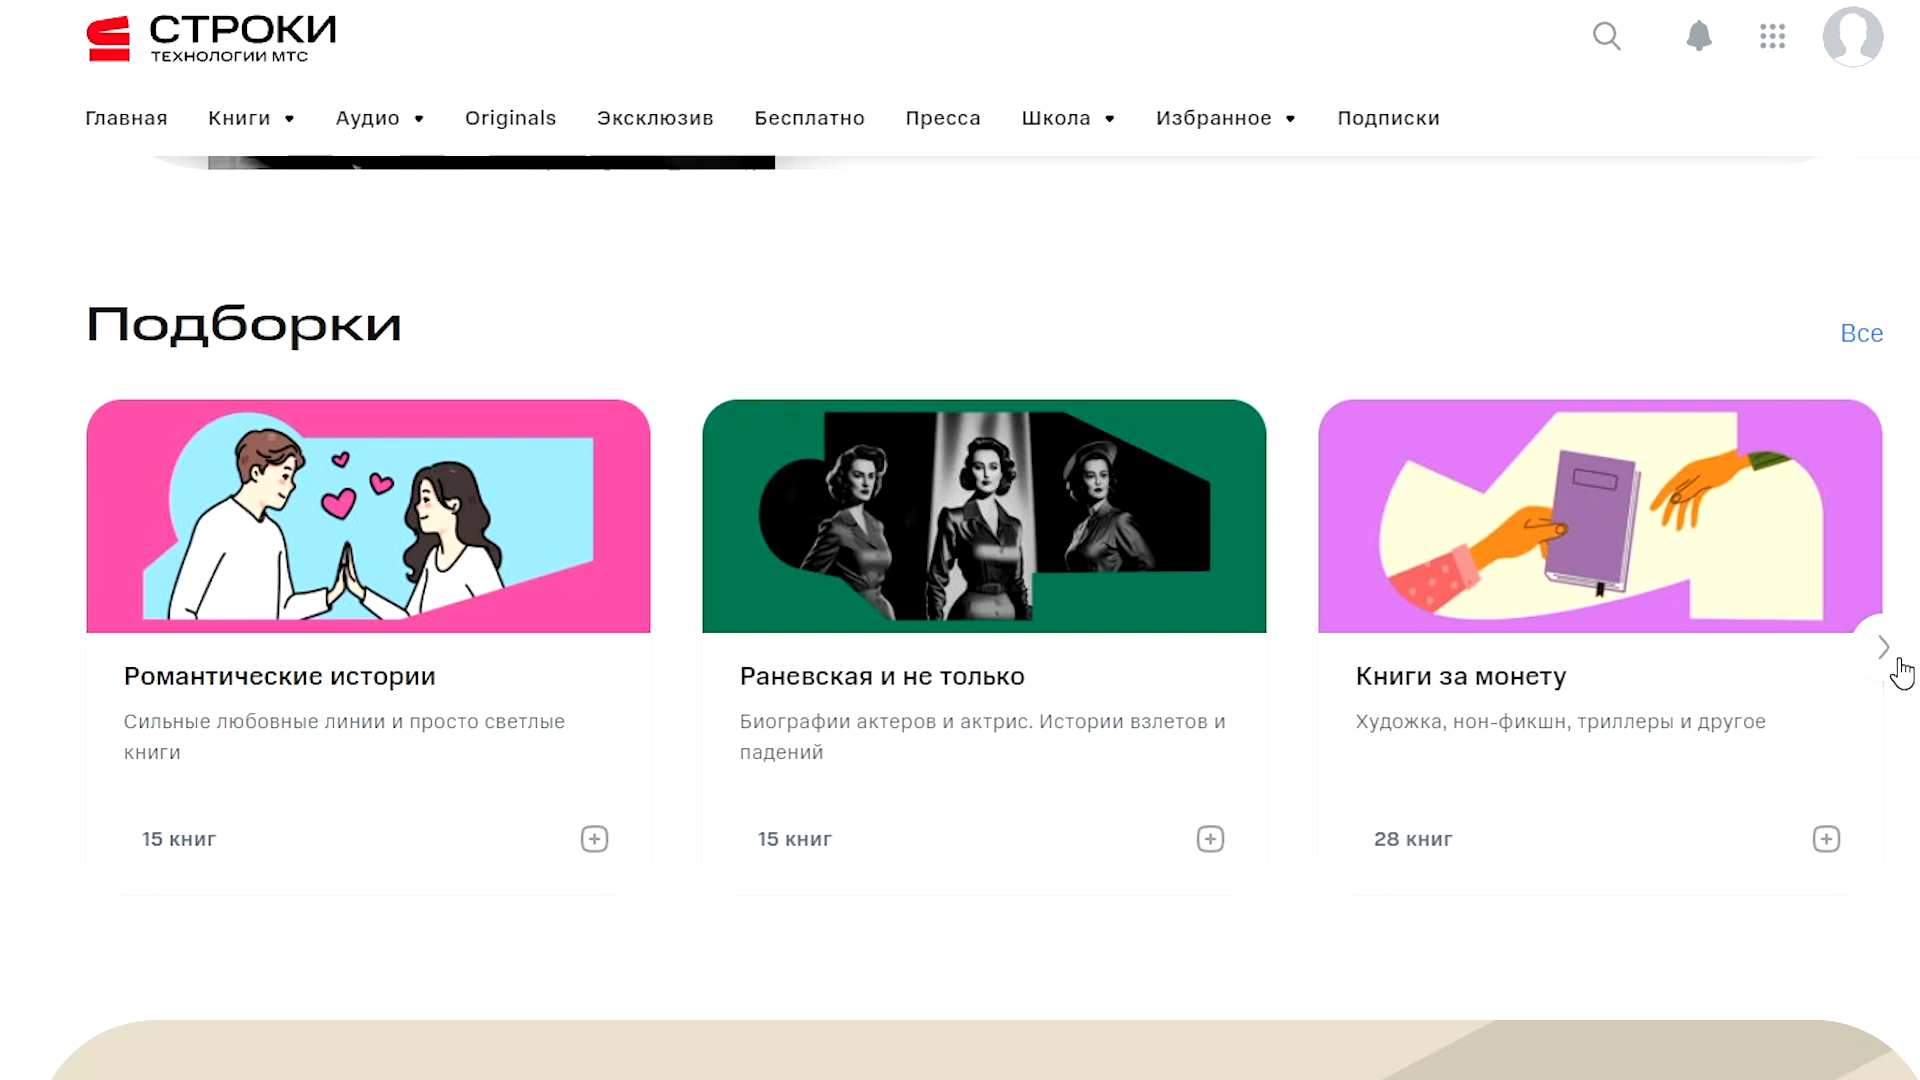 СТРОКИ
ТЕХНОЛОГИИ МТС
Главная Книги Аудио Originals Эксклюзив Бесплатно Пресса Школа Избранное Подписки
Подборки
Все
Романтические истории
Сильные любовные линии и просто светлые
книги
15 книг
Раневская и не только
Биографии актеров и актрис. Истории взлетов и
падений
15 книг
Книги за монету
Художка, нон-фикшн, триллеры и другое
28 книг